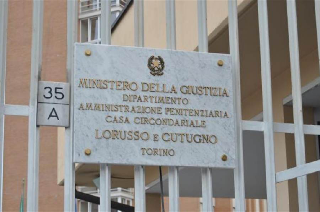 35
A
MINISTERO DELLA GIUSTIZIA
DIPARTIMENTO
AMMINISTRAZIONE PENITENZIARIA
CASA CIRCONDARIALE
LORUSSO E CUTUGNO
TORINO